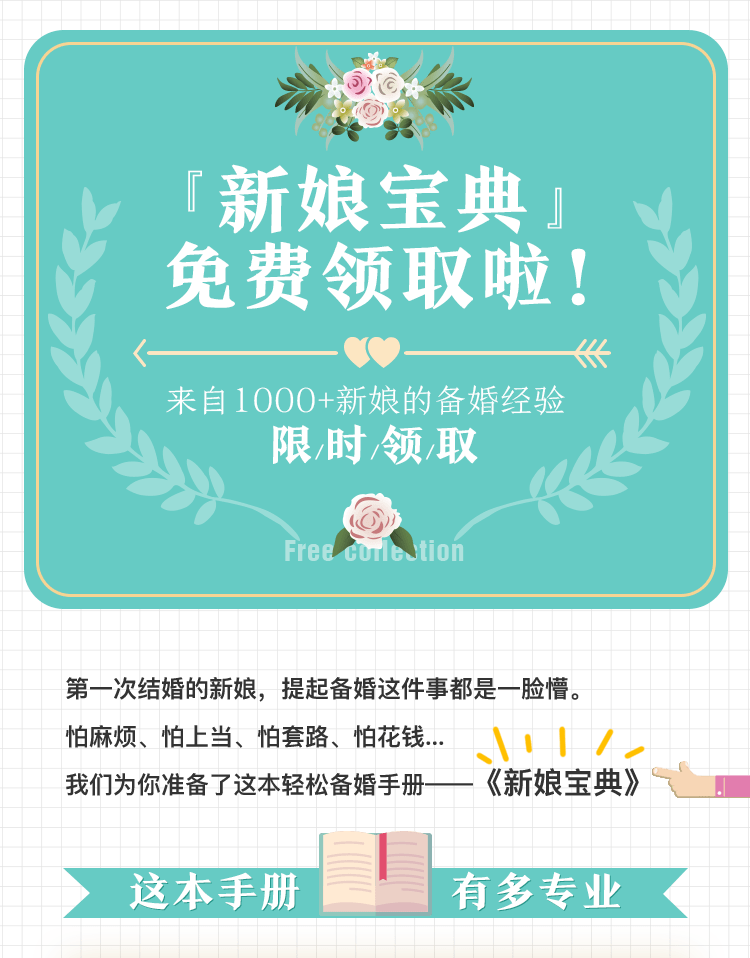 『新娘宝典』
免费领取啦！
来自1000+新娘的备婚经验
限/时/领/取
Free collection
第一次结婚的新娘，提起备婚这件事都是一脸懵。
怕麻烦、怕上当、怕套路、怕花钱...
我们为你准备了这本轻松备婚手册——《新娘宝典》
这本手册 有多专业